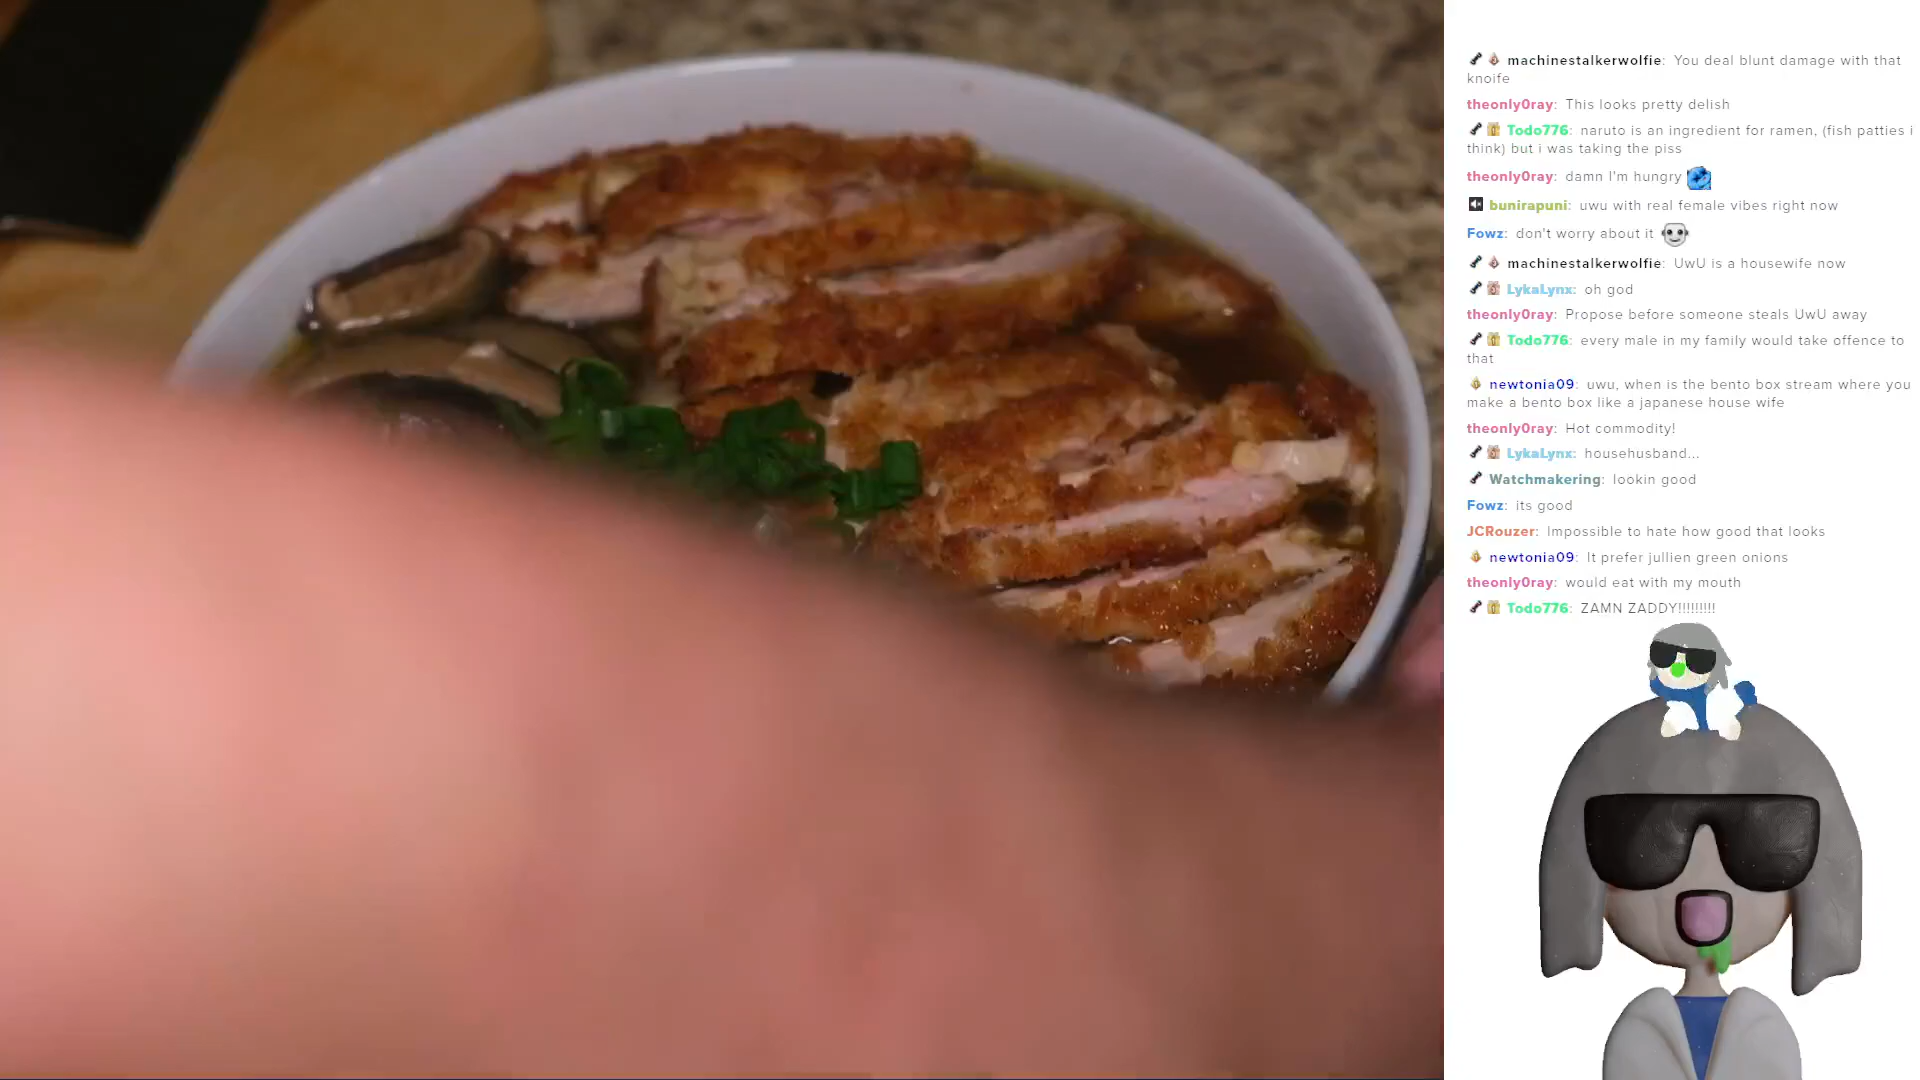 machinestalkerwolfie: You deal blunt damage with that
knoife
theonly0ray: This looks pretty delish
Todo776: naruto is an ingredient for ramen, (fish patties i
think) but i was taking the piss
theonly0ray: damn I'm hungry
bunirapuni: uwu with real female vibes right now
Fowz: don't worry about it
machinestalkerwolfie: UwU is a housewife now
LykaLynx: oh god
theonly0ray: Propose before someone steals UwU away
Todo776: every male in my family would take offence to
that
newtonia09: uwu, when is the bento box stream where you
make a bento box like a japanese house wife
theonly0ray: Hot commodity!
LykaLynx: househusband...
Watchmakering: lookin good
Fowz: its good
JCRouzer: Impossible to hate how good that looks
newtonia09: It prefer jullien green onions
theonly0ray: would eat with my mouth
Todo776: ZAMN ZADDY!!!!!!!!!